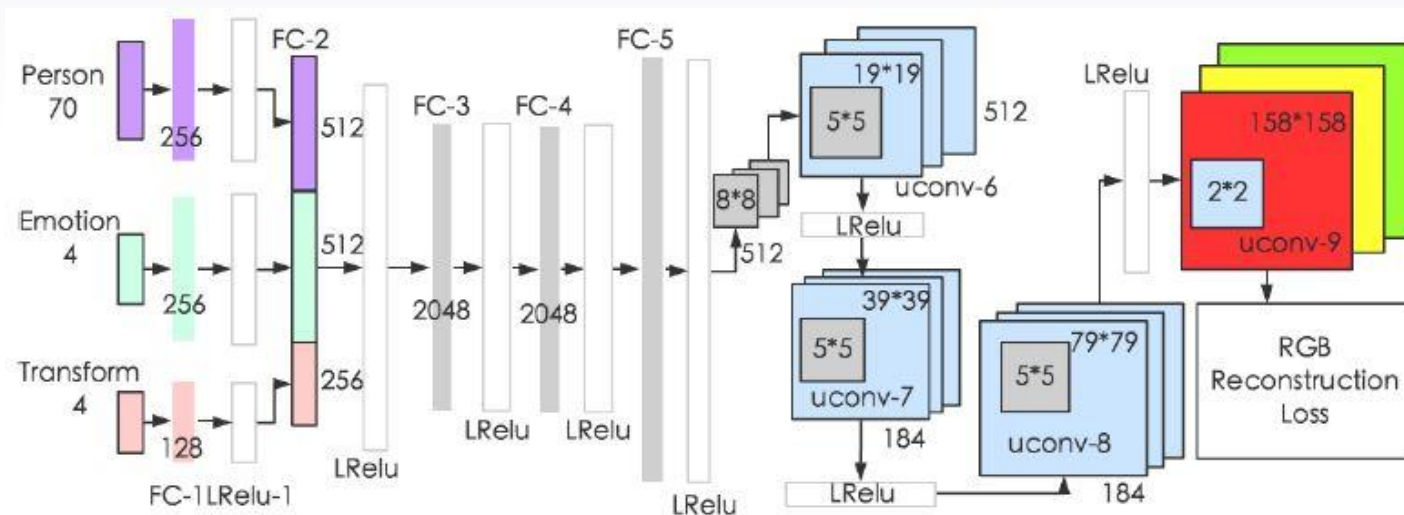 Person
70
256
Emotion
4
256
Transform
4
128
FC-1
LRelu-1
FC-2
512
512
256
LRelu
FC-3
2048
LRelu
FC-4
2048
LRelu
FC-5
LRelu
8*8
512
19*19
5*5
512
uconv-6
LRelu
39*39
5*5
uconv-7
184
LRelu
79*79
5*5
uconv-8
184
LRelu
158*158
2*2
uconv-9
RGB
Reconstruction
Loss